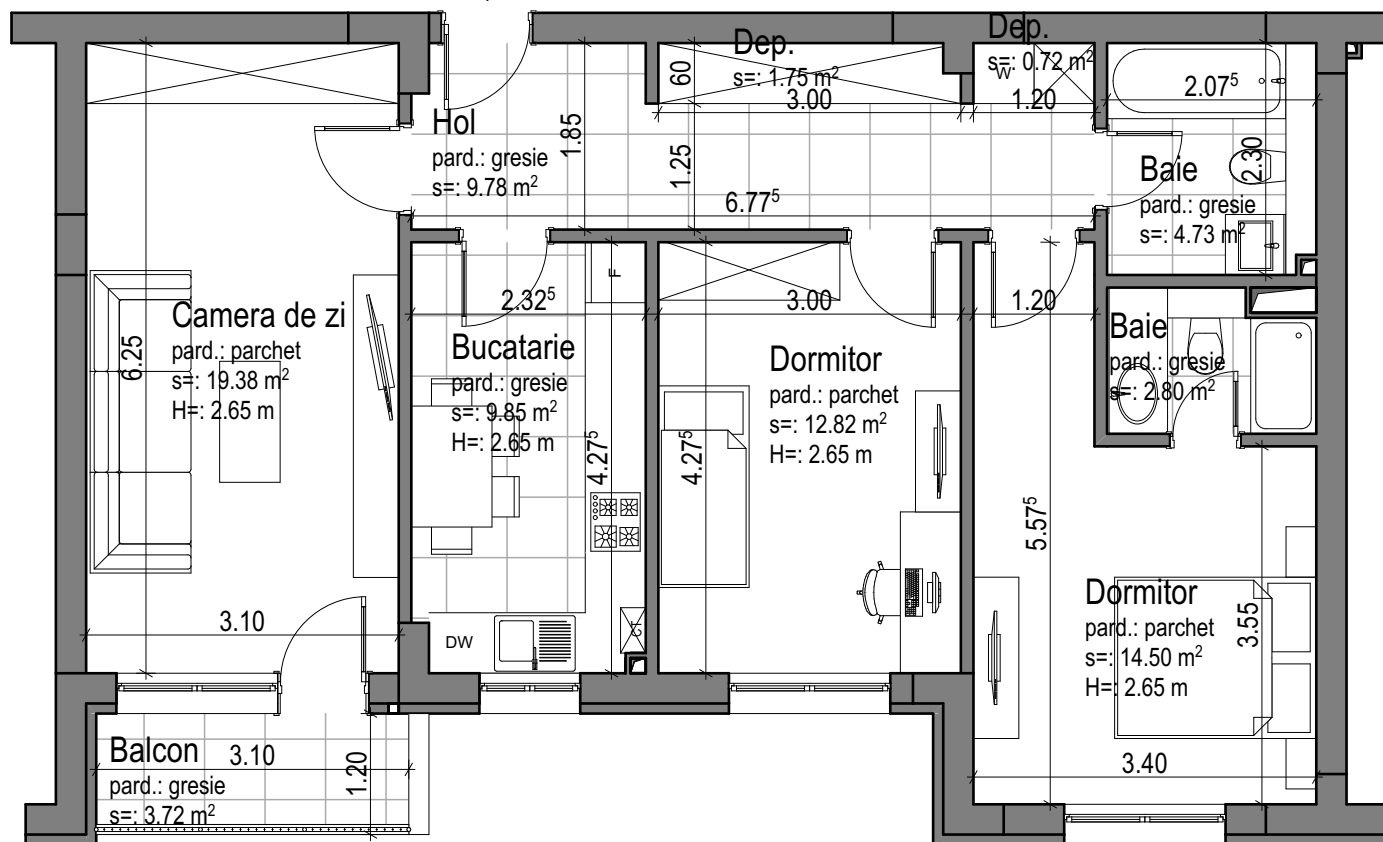 Dep.
s=: 1.75 m²
3.00
60
Dep.
s=: 0.72 m²
W
1.20
2.07⁵
Hol
pard.: gresie
s=: 9.78 m²
1.85
1.25
6.77⁵
Baie
pard.: gresie
s=: 4.73 m²
2.30
Camera de zi
pard.: parchet
s=: 19.38 m²
H=: 2.65 m
6.25
3.10
2.32⁵
F
Bucatarie
pard.: gresie
s=: 9.85 m²
H=: 2.65 m
4.27⁵
DW
CT
3.00
Dormitor
pard.: parchet
s=: 12.82 m²
H=: 2.65 m
4.27⁵
1.20
Baie
pard.: gresie
s=: 2.80 m²
5.57⁵
Dormitor
pard.: parchet
s=: 14.50 m²
H=: 2.65 m
3.55
3.40
Balcon
pard.: gresie
s=: 3.72 m²
3.10
1.20